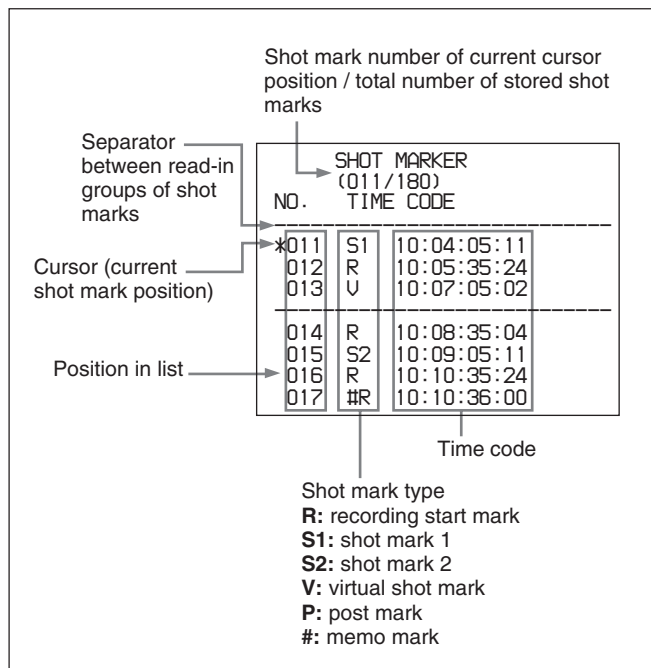 Shot mark number of current cursor
position / total number of stored shot
marks
Separator
between read-in
groups of shot
marks
SHOT MARKER
(011/180)
NO. TIME CODE
Cursor (current
shot mark position)
*011 S1 10:04:05:11
012 R 10:05:35:24
013 V 10:07:05:02
014 R 10:08:35:04
015 S2 10:09:05:11
016 R 10:10:35:24
017 #R 10:10:36:00
Position in list
Time code
Shot mark type
R: recording start mark
S1: shot mark 1
S2: shot mark 2
V: virtual shot mark
P: post mark
#: memo mark